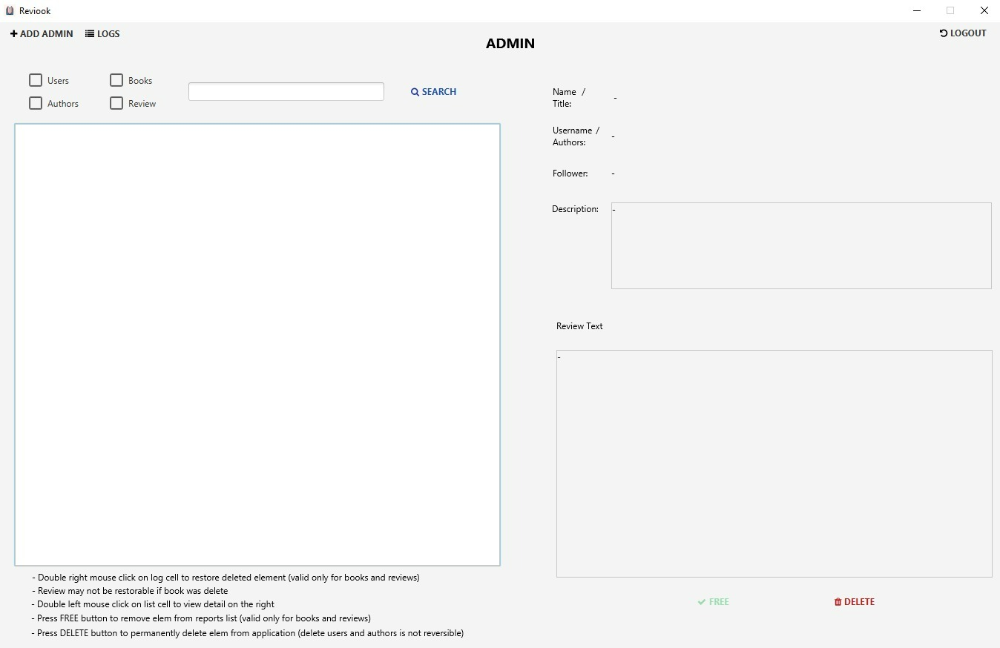 Reviook
ADD ADMIN LOGS
LOGOUT
ADMIN
Users Books
Authors Review
SEARCH
Name /
Title: -
Username /
Authors: -
Follower: -
Description: -
Review Text
-
- Double right mouse click on log cell to restore deleted element (valid only for books and reviews)
- Review may not be restorable if book was delete
- Double left mouse click on list cell to view detail on the right
- Press FREE button to remove elem from reports list (valid only for books and reviews)
- Press DELETE button to permanently delete elem from application (delete users and authors is not reversible)
FREE DELETE